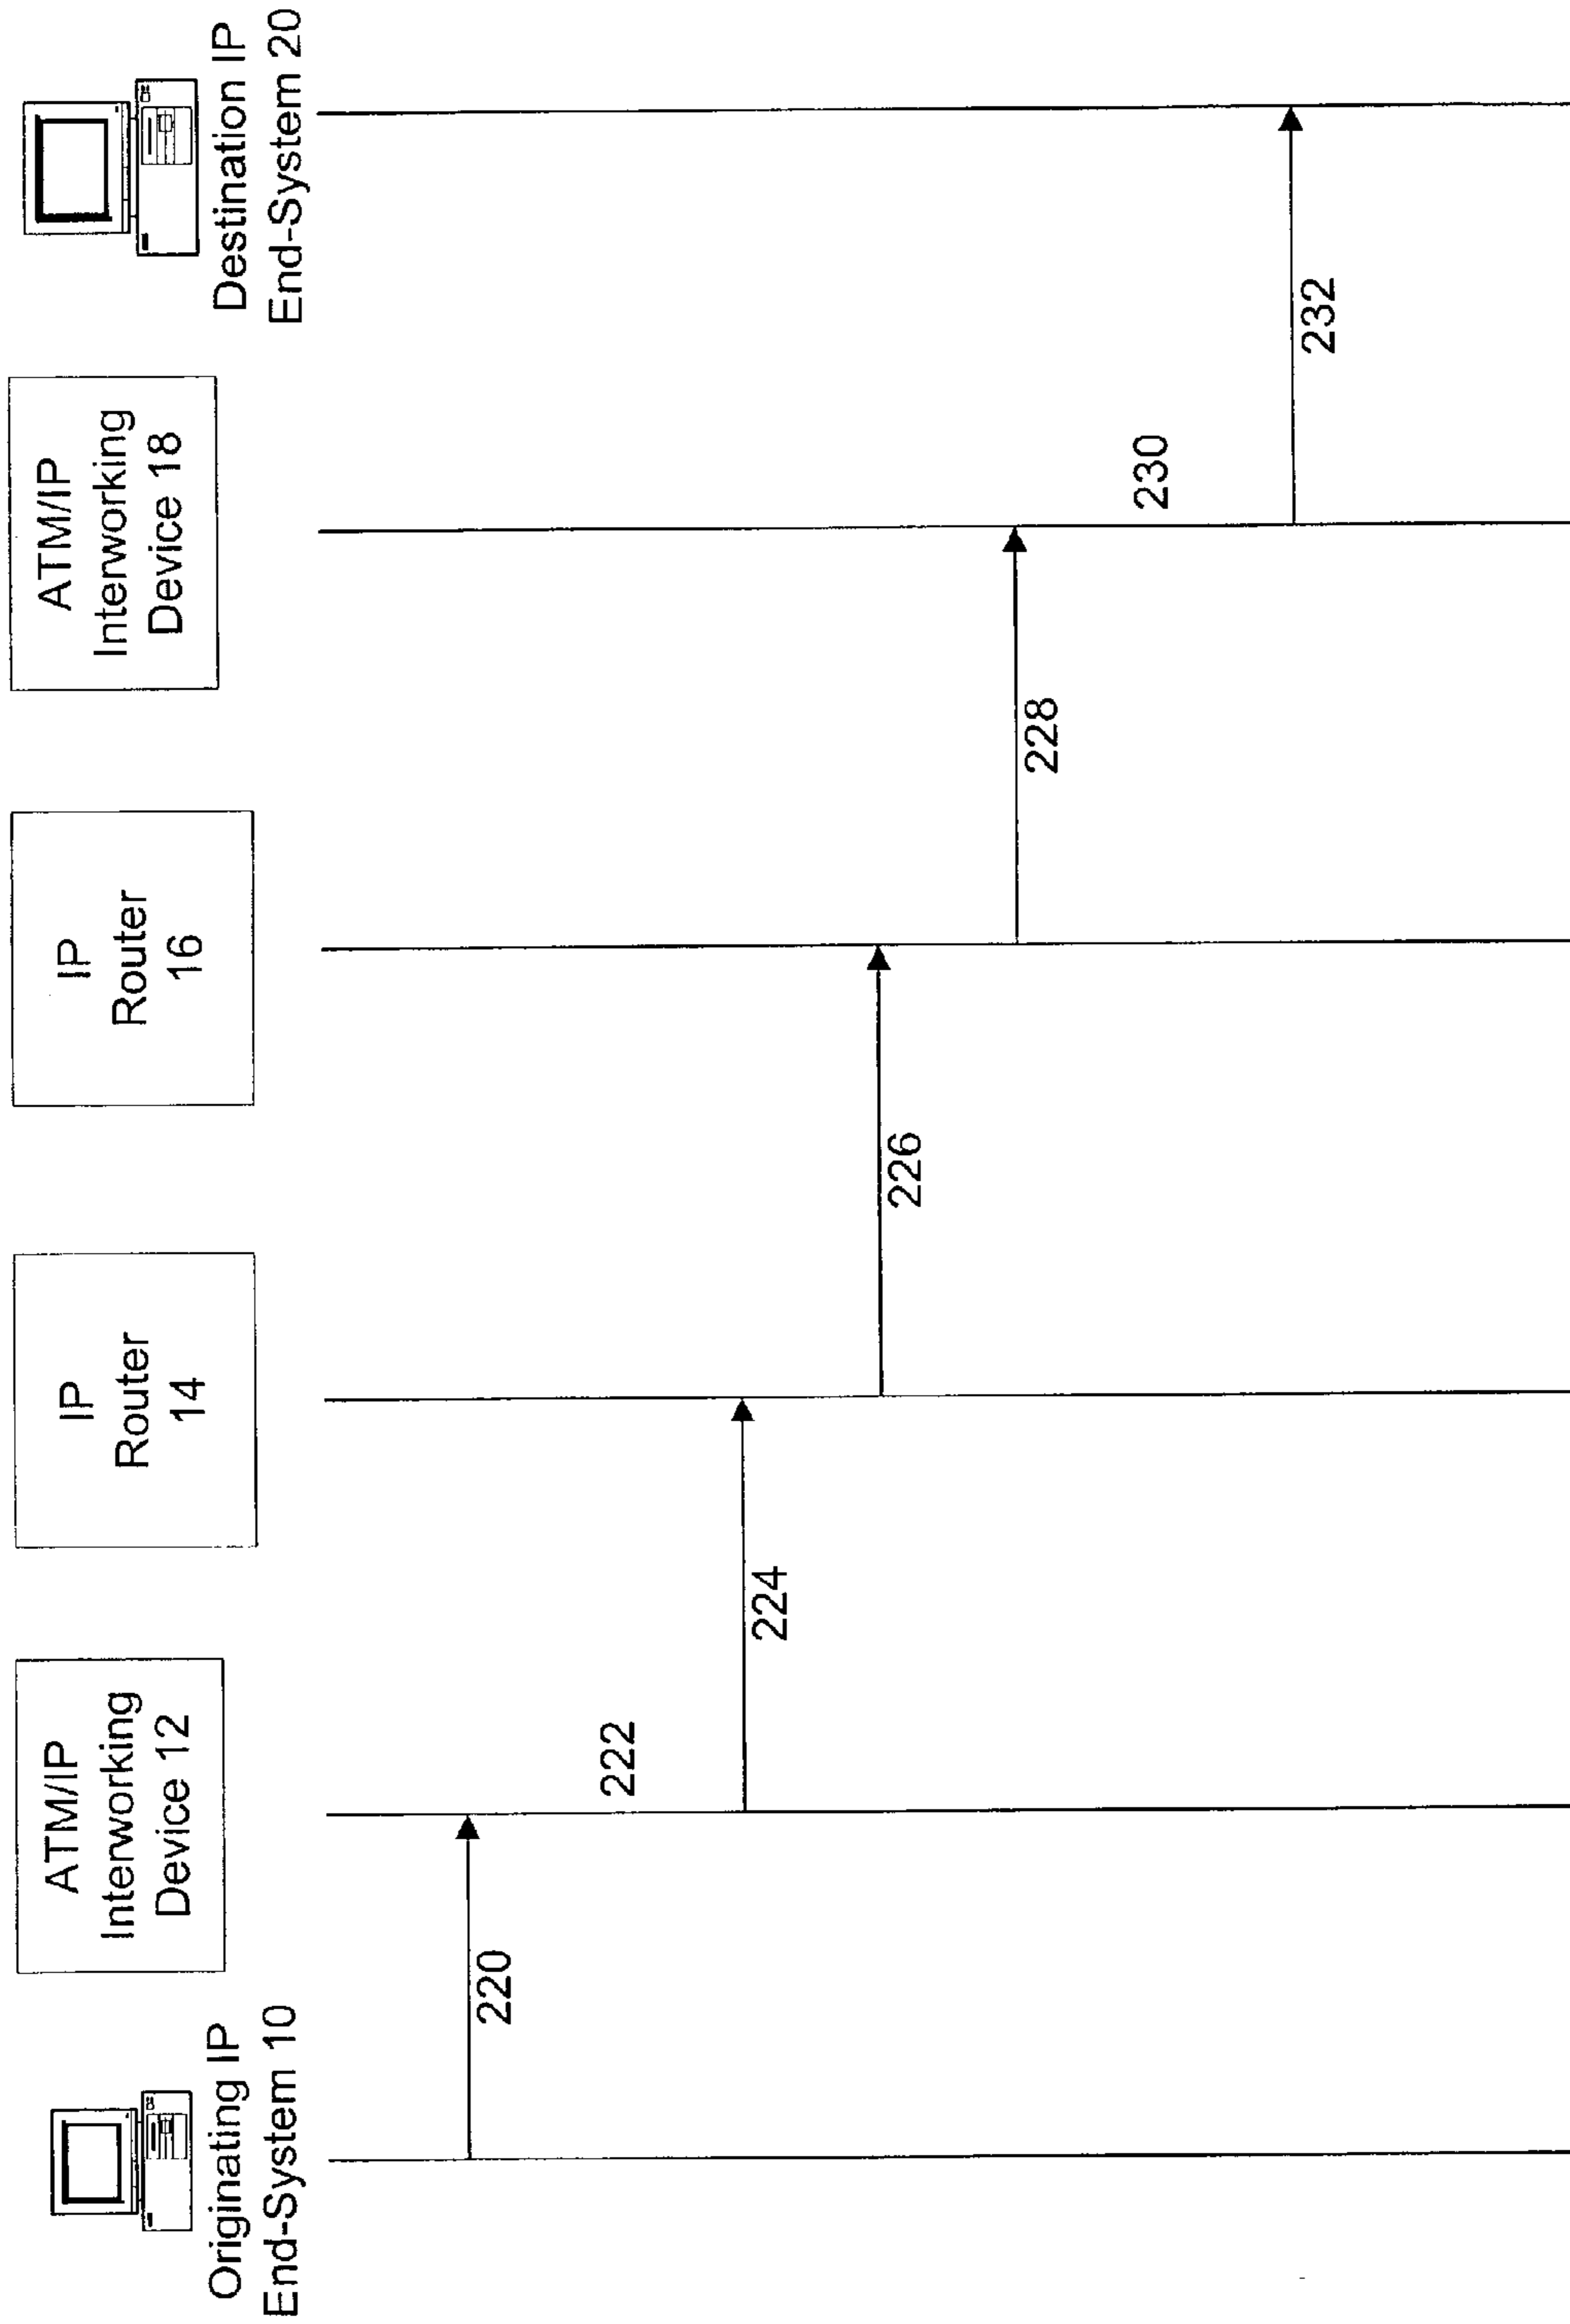 Originating IP
End-System 10
ATM/IP
Interworking
Device 12
IP
Router
14
IP
Router
16
ATM/IP
Interworking
Device 18
Destination IP
End-System 20
220
222
224
226
228
230
232